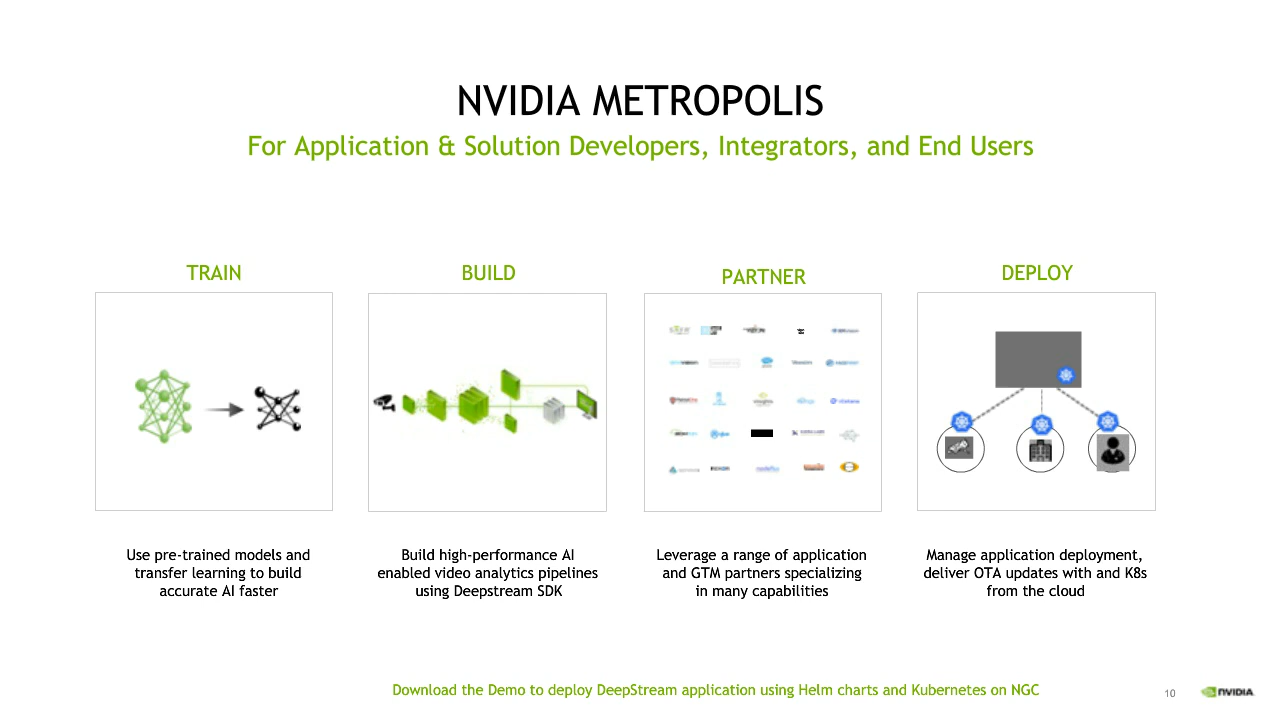 NVIDIA METROPOLIS
For Application & Solution Developers, Integrators, and End Users
TRAIN
BUILD
PARTNER
DEPLOY
Use pre-trained models and
transfer learning to build
accurate AI faster
Build high-performance AI
enabled video analytics pipelines
using Deepstream SDK
Leverage a range of application
and GTM partners specializing
in many capabilities
Manage application deployment,
deliver OTA updates with and K8s
from the cloud
Download the Demo to deploy DeepStream application using Helm charts and Kubernetes on NGC
10
NVIDIA.